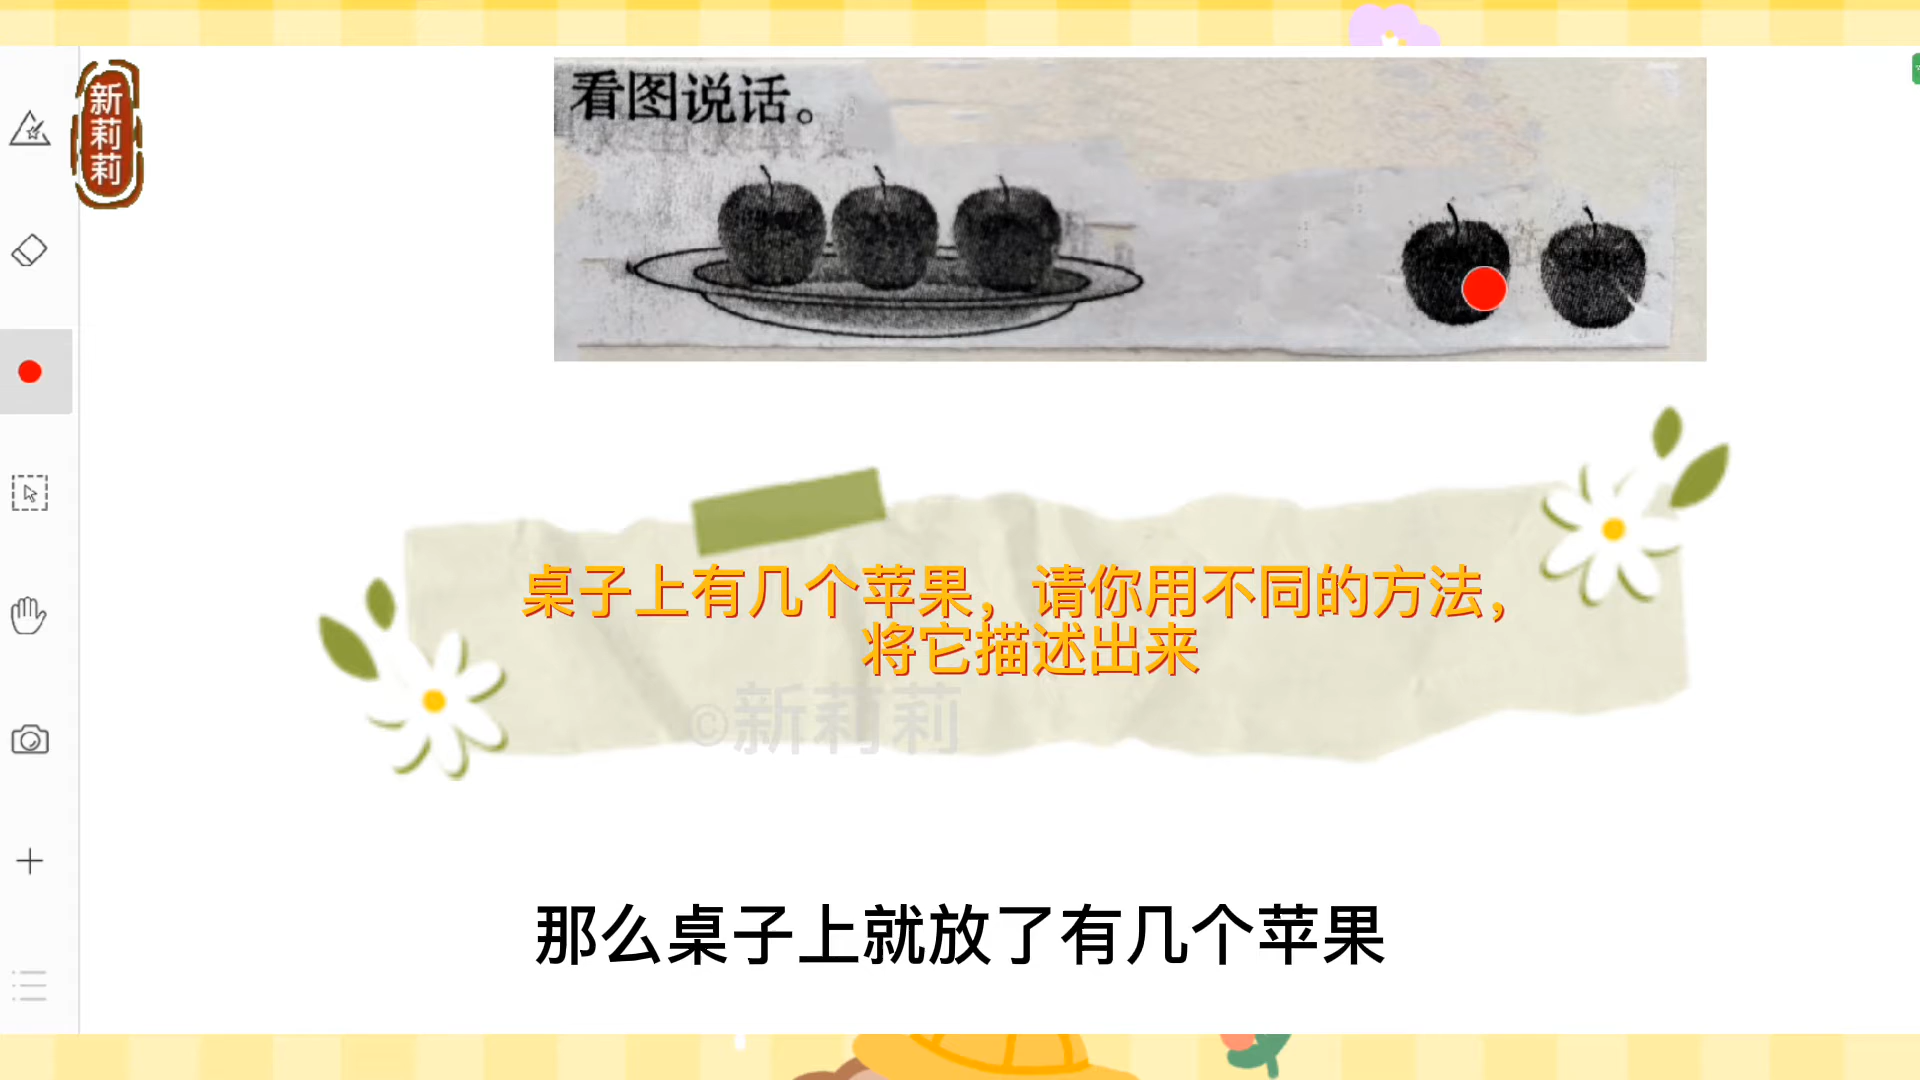 新莉莉
看图说话。
桌子上有几个苹果，请你用不同的方法，
将它描述出来
©新莉莉
那么桌子上就放了有几个苹果